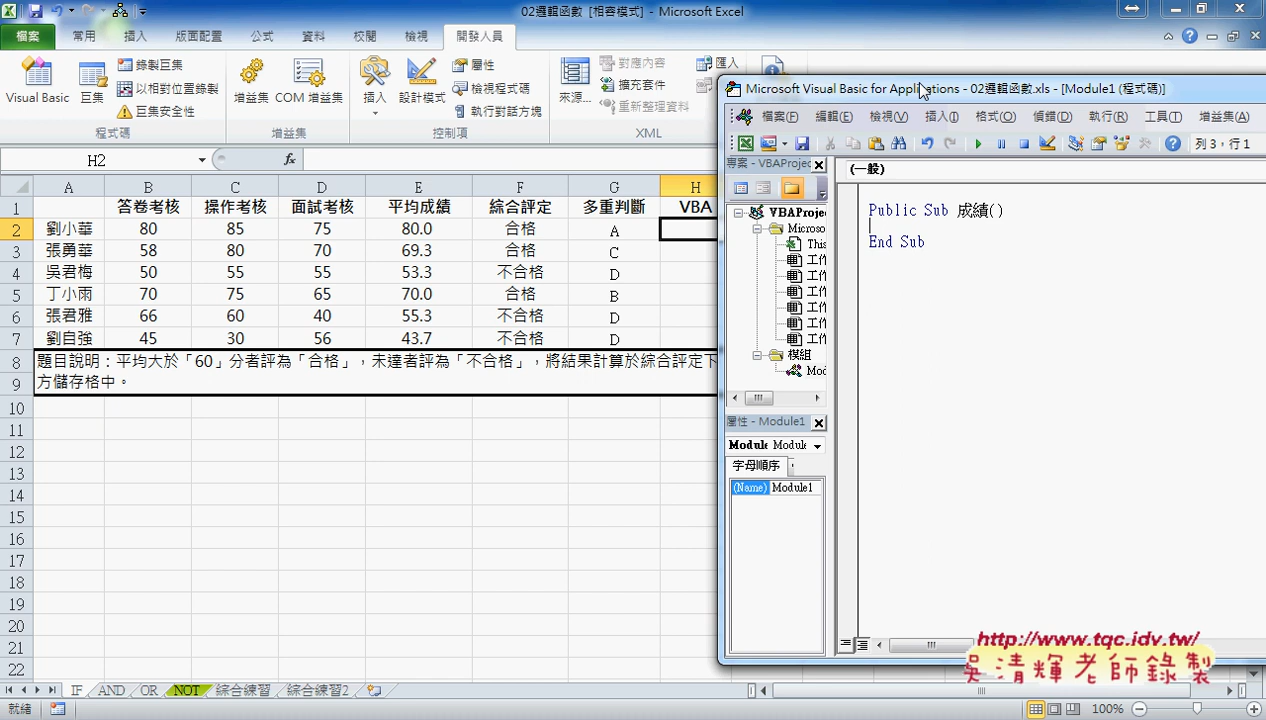 02邏輯函數 [相容模式] - Microsoft Excel
檔案 常用 插入 版面配置 公式 資料 校閱 檢視 開發人員
Visual Basic 巨集 錄製巨集 以相對位置錄製 巨集安全性 增益集 COM 增益集 插入 設計模式 屬性 檢視程式碼 執行對話方塊 來源... 對應內容 擴充套件 重新整理資料 匯入
程式碼 增益集 控制項 XML
H2 fx
A B C D E F G H
1 答卷考核 操作考核 面試考核 平均成績 綜合評定 多重判斷 VBA
2 劉小華 80 85 75 80.0 合格 A
3 張勇華 58 80 70 69.3 合格 C
4 吳君梅 50 55 55 53.3 不合格 D
5 丁小雨 70 75 65 70.0 合格 B
6 張君雅 66 60 40 55.3 不合格 D
7 劉自強 45 30 56 43.7 不合格 D
8 題目說明：平均大於「60」分者評為「合格」，未達者評為「不合格」，將結果計算於綜合評定下
9 方儲存格中。
10
11
12
13
14
15
16
17
18
19
20
21
22
IF AND OR NOT 綜合練習 綜合練習2
就緒 100%
Microsoft Visual Basic for Applications - 02邏輯函數.xls - [Module1 (程式碼)]
檔案(F) 編輯(E) 檢視(V) 插入(I) 格式(O) 偵錯(D) 執行(R) 工具(T) 增益集(A)
列 3，行 1
專案 - VBAProjec
(一般)
VBAProje
Microso
This
工作
工作
工作
工作
工作
模組
Mod
屬性 - Module1
Module Module
字母順序
(Name) Module1
Public Sub 成績()
End Sub
http://www.tqc.idv.tw/
吳清輝老師錄製